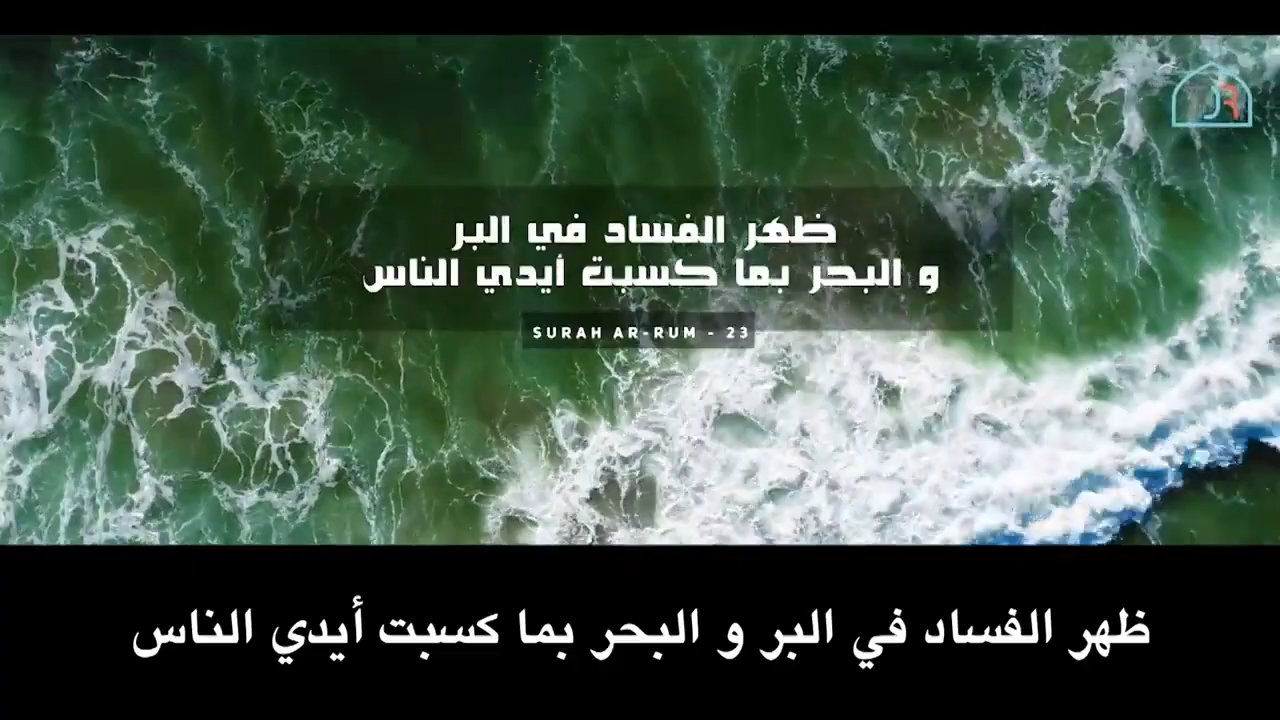 ظهر الفساد في البر
و البحر بما كسبت أيدي الناس
SURAH AR-RUM - 23
ظهر الفساد في البر و البحر بما كسبت أيدي الناس